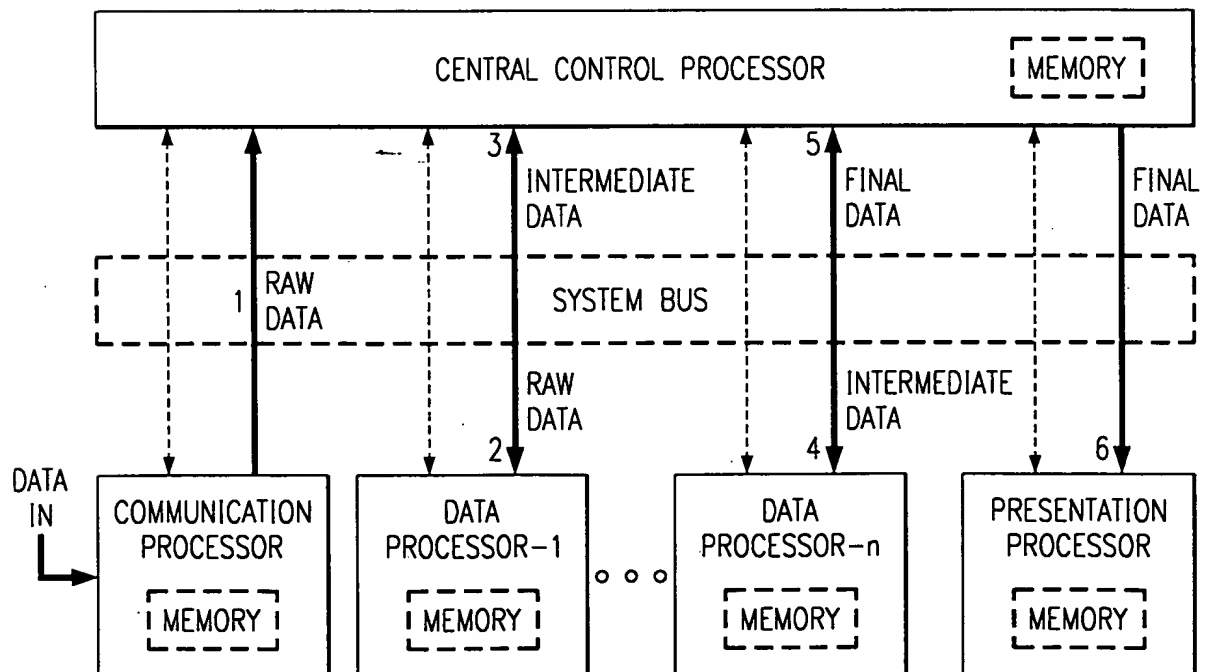 CENTRAL CONTROL PROCESSOR
MEMORY
3
5
INTERMEDIATE
DATA
FINAL
DATA
FINAL
DATA
1
RAW
DATA
SYSTEM BUS
RAW
DATA
INTERMEDIATE
DATA
2
4
6
DATA
IN
COMMUNICATION
PROCESSOR
MEMORY
DATA
PROCESSOR-1
MEMORY
DATA
PROCESSOR-n
MEMORY
PRESENTATION
PROCESSOR
MEMORY